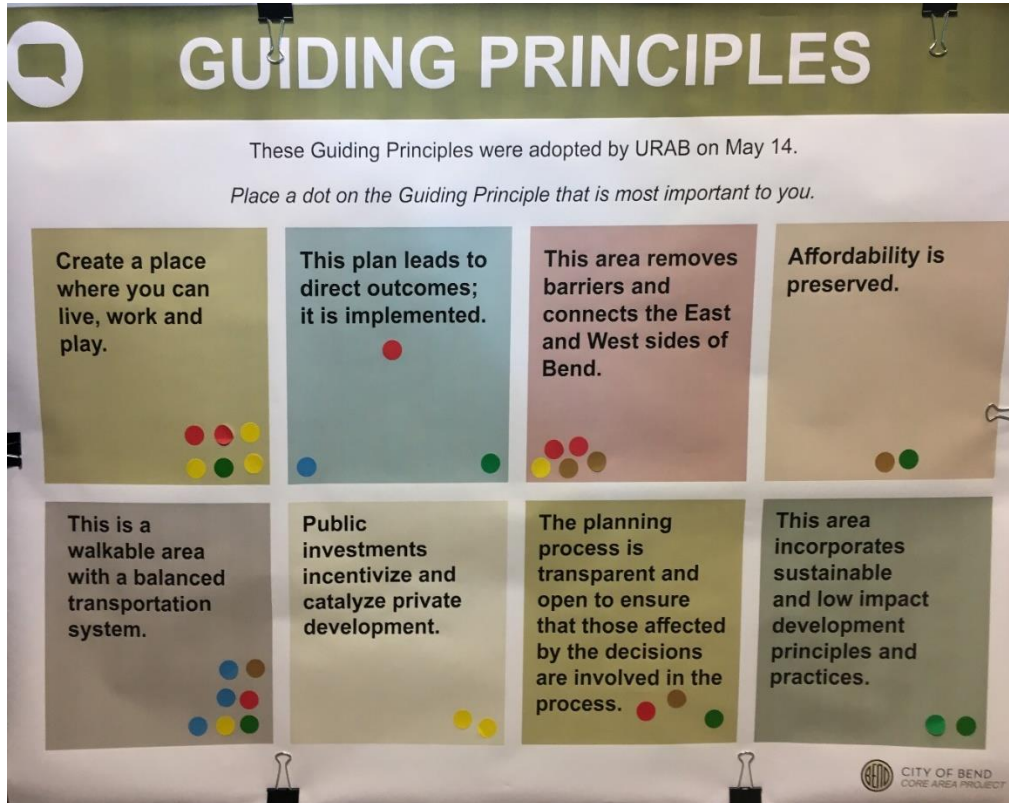 GUIDING PRINCIPLES
These Guiding Principles were adopted by URAB on May 14.
Place a dot on the Guiding Principle that is most important to you.
Create a place
where you can
live, work and
play.
This plan leads to
direct outcomes;
it is implemented.
This area removes
barriers and
connects the East
and West sides of
Bend.
Affordability is
preserved.
This is a
walkable area
with a balanced
transportation
system.
Public
investments
incentivize and
catalyze private
development.
The planning
process is
transparent and
open to ensure
that those affected
by the decisions
are involved in the
process.
This area
incorporates
sustainable
and low impact
development
principles and
practices.
BEND
CITY OF BEND
CORE AREA PROJECT